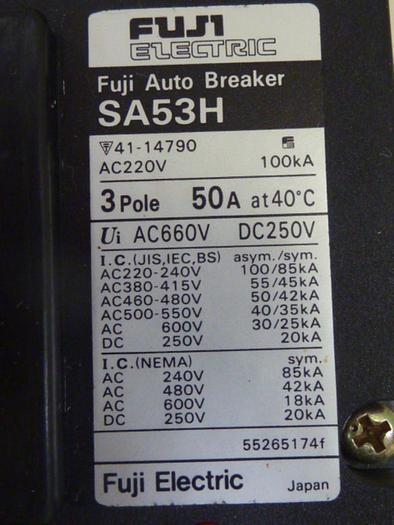 FUJI
ELECTRIC
Fuji Auto Breaker
SA53H
41-14790
AC220V 100kA
3 Pole 50A at 40°C
Ui AC660V DC250V
I.C.(JIS,IEC,BS) asym./sym.
AC220-240V 100/85kA
AC380-415V 55/45kA
AC460-480V 50/42kA
AC500-550V 40/35kA
AC 600V 30/25kA
DC 250V 20kA
I.C.(NEMA) sym.
AC 240V 85kA
AC 480V 42kA
AC 600V 18kA
DC 250V 20kA
55265174f
Fuji Electric Japan